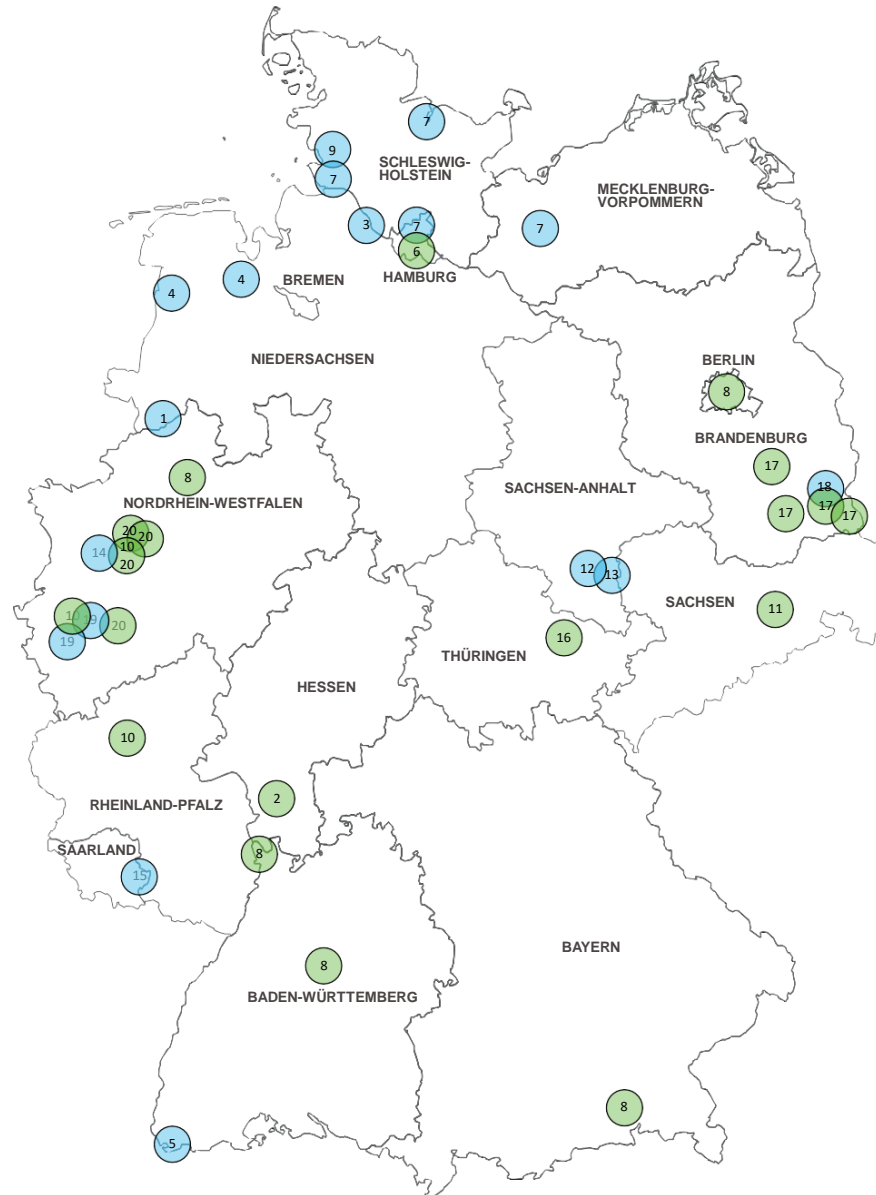 7
9
SCHLESWIG-
HOLSTEIN
7
MECKLENBURG-
VORPOMMERN
3
7
7
6
HAMBURG
BREMEN
4
4
NIEDERSACHSEN
BERLIN
8
1
BRANDENBURG
17
8
SACHSEN-ANHALT
18
NORDRHEIN-WESTFALEN
17
17
17
20
20
10
14
20
12
13
SACHSEN
11
10
19
20
19
16
THÜRINGEN
HESSEN
10
2
RHEINLAND-PFALZ
SAARLAND
8
15
BAYERN
8
BADEN-WÜRTTEMBERG
8
5